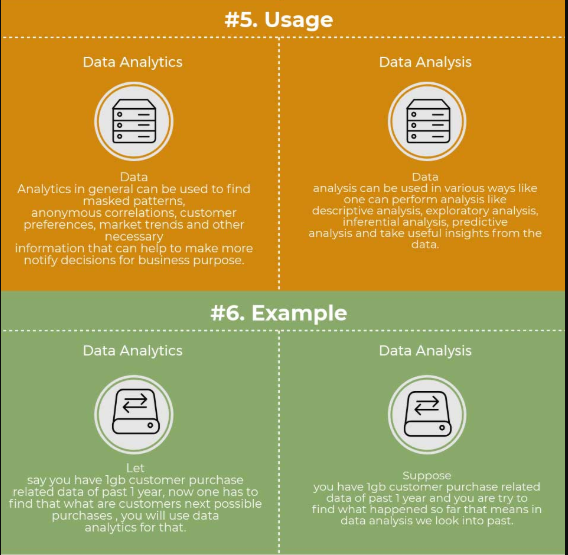 #5. Usage
Data Analytics
Data
Analytics in general can be used to find
masked patterns,
anonymous correlations, customer
preferences, market trends and other
necessary
information that can help to make more
notify decisions for business purpose.
Data Analysis
Data
analysis can be used in various ways like
one can perform analysis like
descriptive analysis, exploratory analysis,
inferential analysis, predictive
analysis and take useful insights from the
data.
#6. Example
Data Analytics
Let
say you have 1gb customer purchase
related data of past 1 year, now one has to
find that what are customers next possible
purchases , you will use data
analytics for that.
Data Analysis
Suppose
you have 1gb customer purchase related
data of past 1 year and you are try to
find what happened so far that means in
data analysis we look into past.